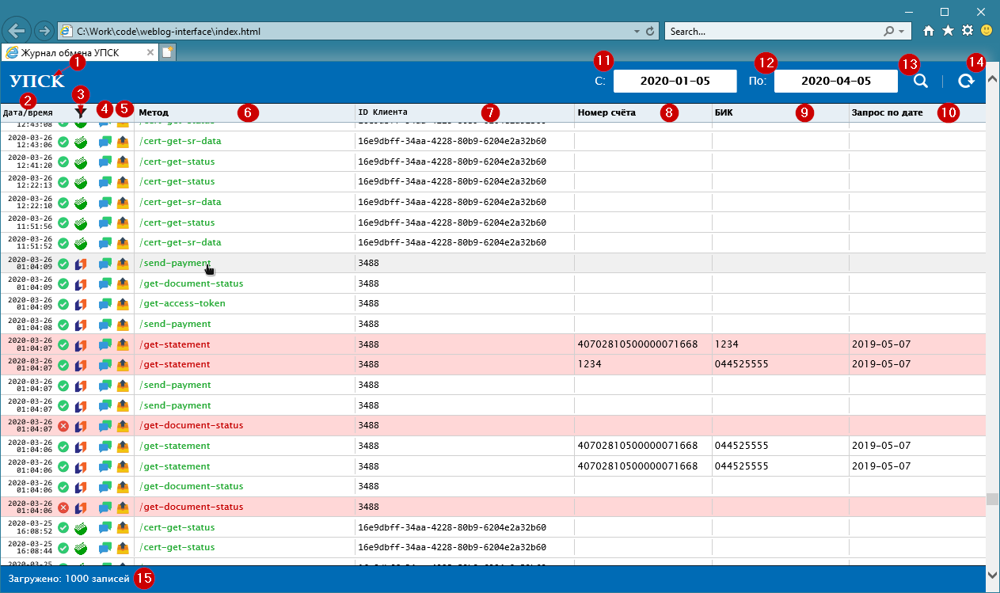 C:\Work\code\weblog-interface\index.html Search...
Журнал обмена УПСК
1 11 12 13 14
УПСК С: 2020-01-05 По: 2020-04-05
2 3 4 5
Дата/время Метод 6 ID Клиента 7 Номер счёта 8 БИК 9 Запрос по дате 10
12:43:08 /cert-get-status 16e9dbff-34aa-4228-80b9-6204e2a32b60
2020-03-26 12:43:06 /cert-get-sr-data 16e9dbff-34aa-4228-80b9-6204e2a32b60
2020-03-26 12:41:20 /cert-get-status 16e9dbff-34aa-4228-80b9-6204e2a32b60
2020-03-26 12:22:13 /cert-get-status 16e9dbff-34aa-4228-80b9-6204e2a32b60
2020-03-26 12:22:10 /cert-get-sr-data 16e9dbff-34aa-4228-80b9-6204e2a32b60
2020-03-26 11:51:56 /cert-get-status 16e9dbff-34aa-4228-80b9-6204e2a32b60
2020-03-26 11:51:52 /cert-get-sr-data 16e9dbff-34aa-4228-80b9-6204e2a32b60
2020-03-26 01:04:09 /send-payment 3488
2020-03-26 01:04:09 /get-document-status 3488
2020-03-26 01:04:09 /get-access-token 3488
2020-03-26 01:04:08 /send-payment 3488
2020-03-26 01:04:07 /get-statement 3488 40702810500000071668 1234 2019-05-07
2020-03-26 01:04:07 /get-statement 3488 1234 044525555 2019-05-07
2020-03-26 01:04:07 /send-payment 3488
2020-03-26 01:04:07 /send-payment 3488
2020-03-26 01:04:07 /get-document-status 3488
2020-03-26 01:04:06 /get-statement 3488 40702810500000071668 044525555 2019-05-07
2020-03-26 01:04:06 /get-statement 3488 40702810500000071668 044525555 2019-05-07
2020-03-26 01:04:06 /get-document-status 3488
2020-03-26 01:04:06 /get-document-status 3488
2020-03-25 16:08:52 /cert-get-status 16e9dbff-34aa-4228-80b9-6204e2a32b60
2020-03-25 16:08:44 /cert-get-status 16e9dbff-34aa-4228-80b9-6204e2a32b60
2020-03-25
Загружено: 1000 записей 15